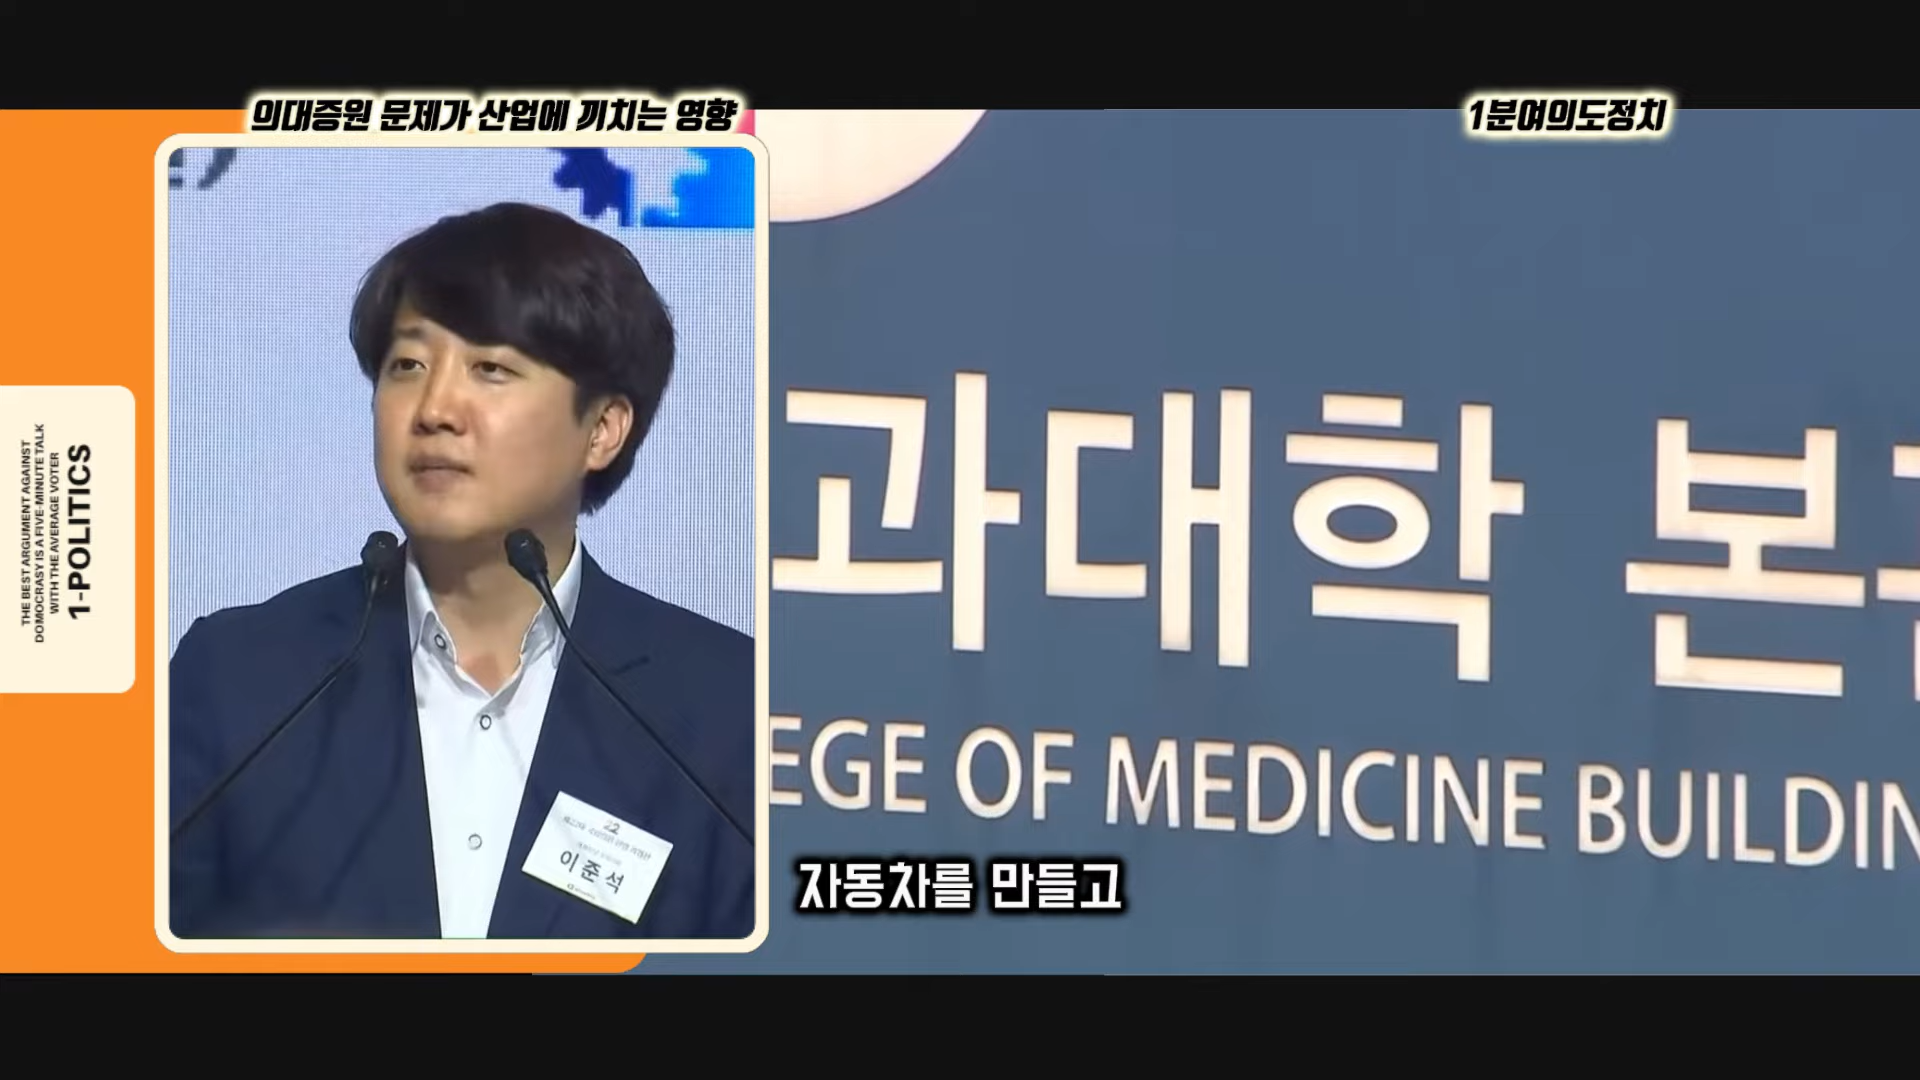 의대증원 문제가 산업에 끼치는 영향
1분여의도정치
THE BEST ARGUMENT AGAINST
DOMOCRASY IS A FIVE-MINUTE TALK
WITH THE AVERAGE VOTER
1-POLITICS
22
이준석
과대학 본
EGE OF MEDICINE BUILDIN
자동차를 만들고